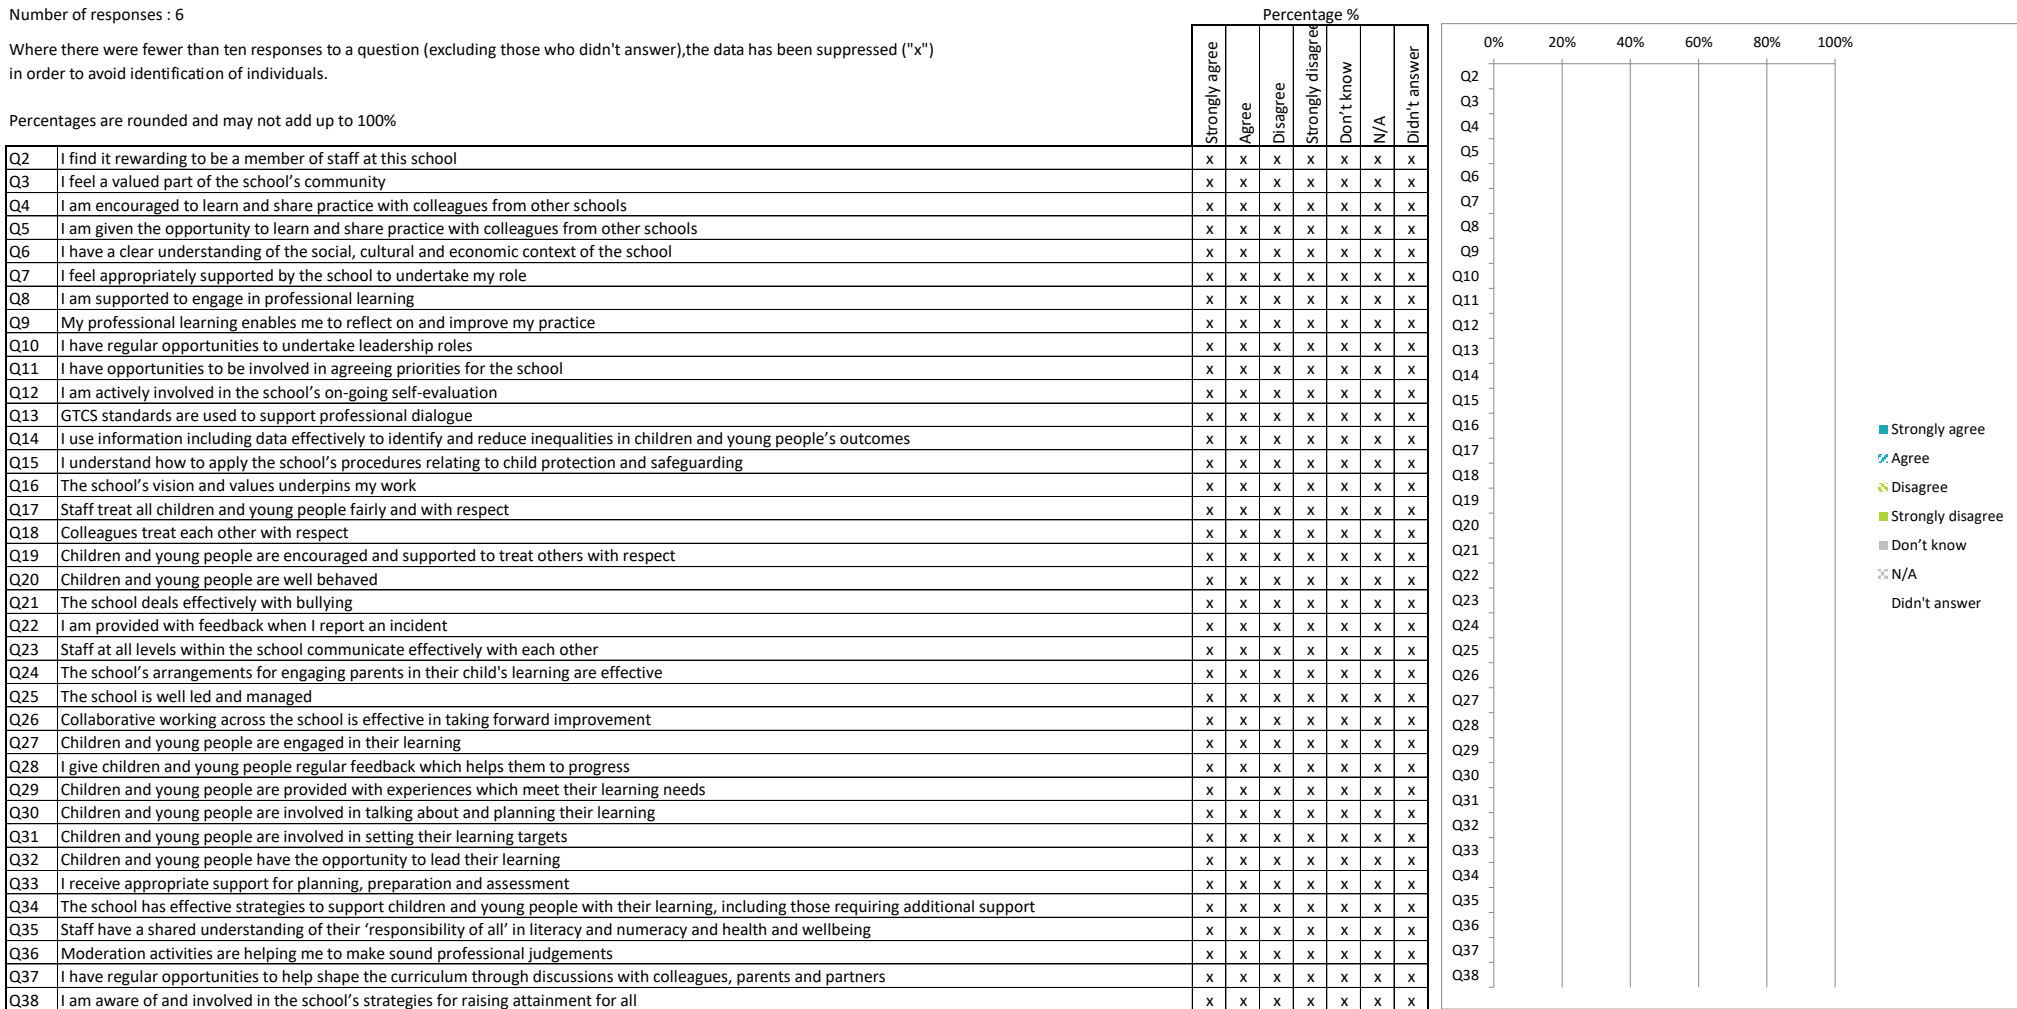 Number of responses : 6
Percentage %
Where there were fewer than ten responses to a question (excluding those who didn't answer),the data has been suppressed ("x")
in order to avoid identification of individuals.
Percentages are rounded and may not add up to 100%
Strongly agree
Agree
Disagree
Strongly disagree
Don't know
N/A
Didn't answer
Q2 I find it rewarding to be a member of staff at this school x x x x x x x
Q3 I feel a valued part of the school’s community x x x x x x x
Q4 I am encouraged to learn and share practice with colleagues from other schools x x x x x x x
Q5 I am given the opportunity to learn and share practice with colleagues from other schools x x x x x x x
Q6 I have a clear understanding of the social, cultural and economic context of the school x x x x x x x
Q7 I feel appropriately supported by the school to undertake my role x x x x x x x
Q8 I am supported to engage in professional learning x x x x x x x
Q9 My professional learning enables me to reflect on and improve my practice x x x x x x x
Q10 I have regular opportunities to undertake leadership roles x x x x x x x
Q11 I have opportunities to be involved in agreeing priorities for the school x x x x x x x
Q12 I am actively involved in the school’s on-going self-evaluation x x x x x x x
Q13 GTCS standards are used to support professional dialogue x x x x x x x
Q14 I use information including data effectively to identify and reduce inequalities in children and young people’s outcomes x x x x x x x
Q15 I understand how to apply the school’s procedures relating to child protection and safeguarding x x x x x x x
Q16 The school’s vision and values underpins my work x x x x x x x
Q17 Staff treat all children and young people fairly and with respect x x x x x x x
Q18 Colleagues treat each other with respect x x x x x x x
Q19 Children and young people are encouraged and supported to treat others with respect x x x x x x x
Q20 Children and young people are well behaved x x x x x x x
Q21 The school deals effectively with bullying x x x x x x x
Q22 I am provided with feedback when I report an incident x x x x x x x
Q23 Staff at all levels within the school communicate effectively with each other x x x x x x x
Q24 The school’s arrangements for engaging parents in their child's learning are effective x x x x x x x
Q25 The school is well led and managed x x x x x x x
Q26 Collaborative working across the school is effective in taking forward improvement x x x x x x x
Q27 Children and young people are engaged in their learning x x x x x x x
Q28 I give children and young people regular feedback which helps them to progress x x x x x x x
Q29 Children and young people are provided with experiences which meet their learning needs x x x x x x x
Q30 Children and young people are involved in talking about and planning their learning x x x x x x x
Q31 Children and young people are involved in setting their learning targets x x x x x x x
Q32 Children and young people have the opportunity to lead their learning x x x x x x x
Q33 I receive appropriate support for planning, preparation and assessment x x x x x x x
Q34 The school has effective strategies to support children and young people with their learning, including those requiring additional support x x x x x x x
Q35 Staff have a shared understanding of their ‘responsibility of all’ in literacy and numeracy and health and wellbeing x x x x x x x
Q36 Moderation activities are helping me to make sound professional judgements x x x x x x x
Q37 I have regular opportunities to help shape the curriculum through discussions with colleagues, parents and partners x x x x x x x
Q38 I am aware of and involved in the school’s strategies for raising attainment for all x x x x x x x
0% 20% 40% 60% 80% 100%
Q2
Q3
Q4
Q5
Q6
Q7
Q8
Q9
Q10
Q11
Q12
Q13
Q14
Q15
Q16
Q17
Q18
Q19
Q20
Q21
Q22
Q23
Q24
Q25
Q26
Q27
Q28
Q29
Q30
Q31
Q32
Q33
Q34
Q35
Q36
Q37
Q38
Strongly agree
Agree
Disagree
Strongly disagree
Don’t know
N/A
Didn't answer